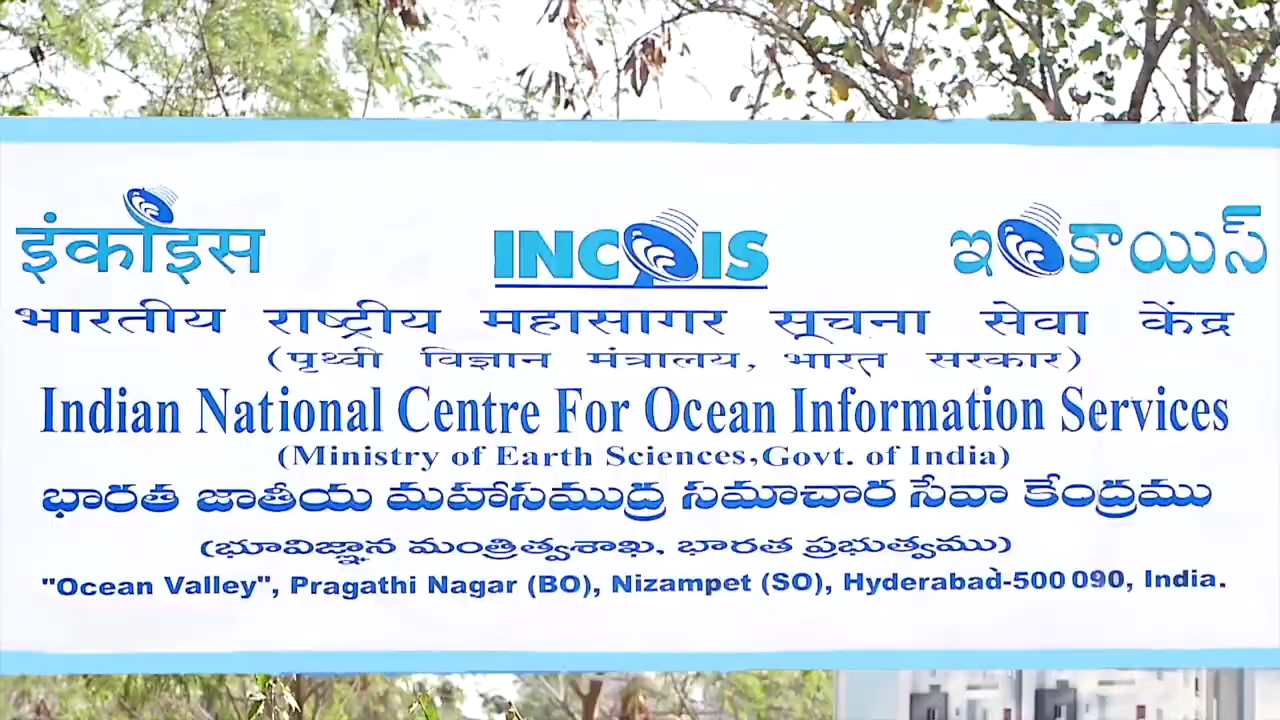 इंकॉइस INCOIS ఇంకాయిస్
भारतीय राष्ट्रीय महासागर सूचना सेवा केंद्र
(पृथ्वी विज्ञान मंत्रालय, भारत सरकार)
Indian National Centre For Ocean Information Services
(Ministry of Earth Sciences,Govt. of India)
భారత జాతీయ మహాసముద్ర సమాచార సేవా కేంద్రము
(భూవిజ్ఞాన మంత్రిత్వశాఖ, భారత ప్రభుత్వము)
"Ocean Valley", Pragathi Nagar (BO), Nizampet (SO), Hyderabad-500 090, India.